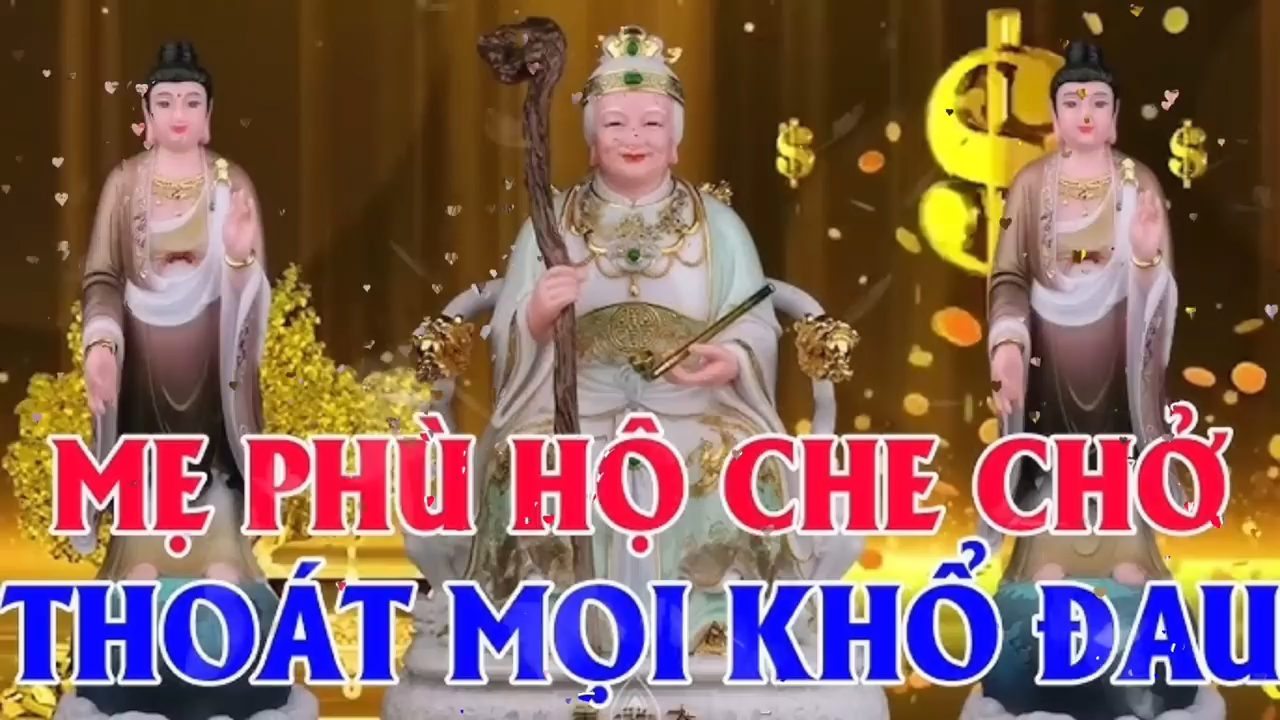 MẸ PHÙ HỘ CHE CHỞ
THOÁT MỌI KHỔ ĐAU